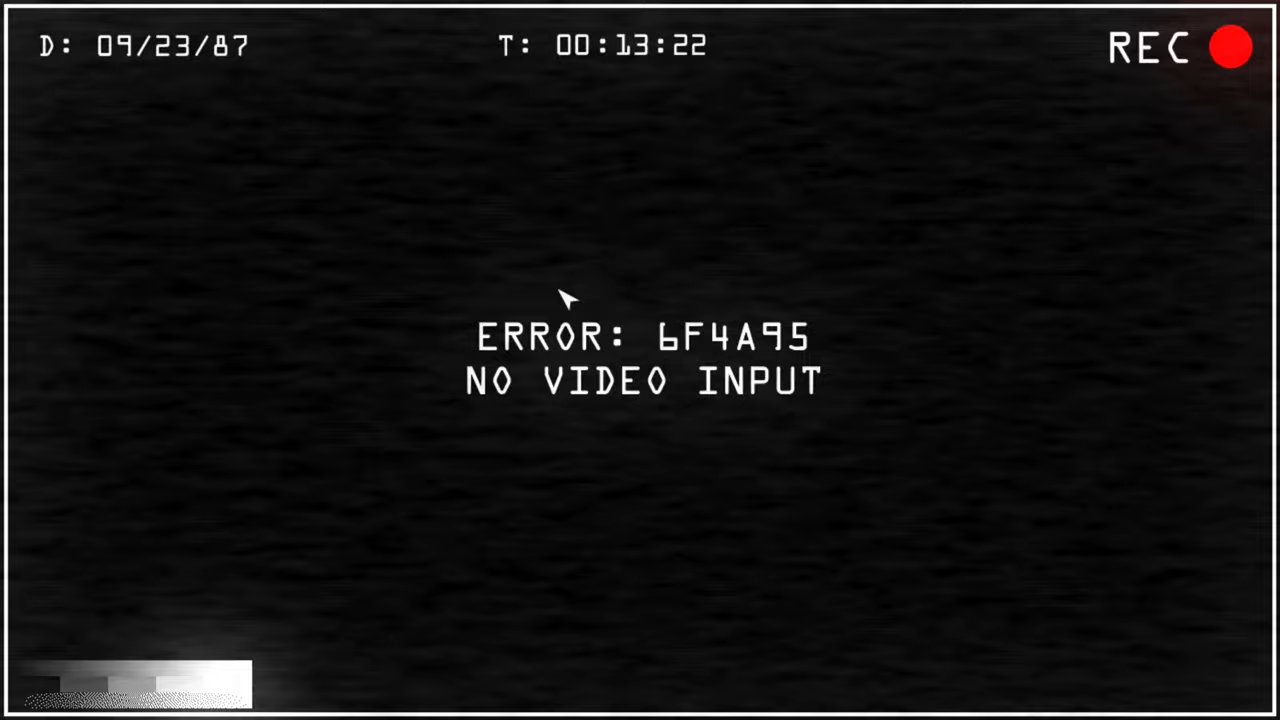 D: 09/23/87
T: 00:13:22
REC
ERROR: 6F4A95
NO VIDEO INPUT